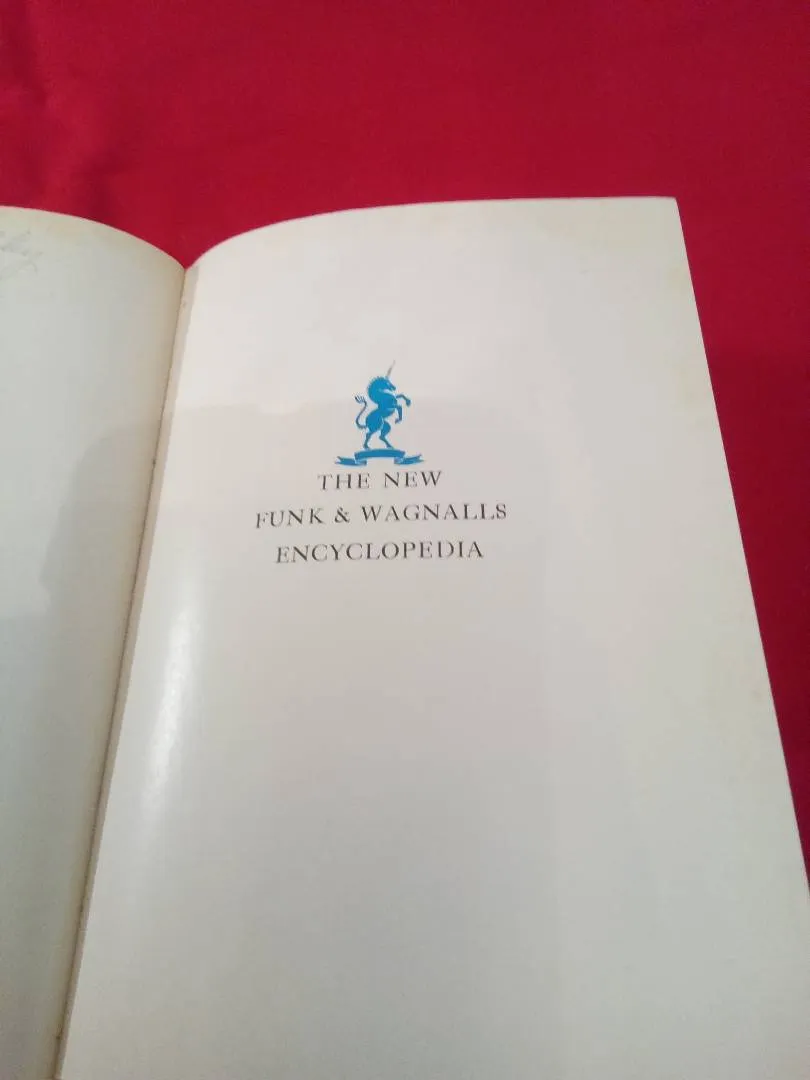 THE NEW
FUNK & WAGNALLS
ENCYCLOPEDIA